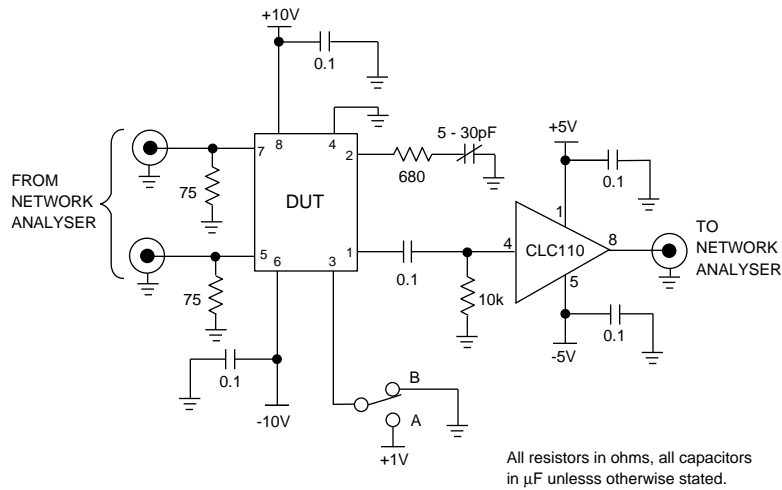 +10V
0.1
5 - 30pF
+5V
8
4
7
2
FROM
NETWORK
ANALYSER
75
DUT
680
0.1
1
TO
NETWORK
ANALYSER
4
CLC110
8
5
6
3
1
0.1
5
75
10k
0.1
-5V
0.1
-10V
B
A
+1V
All resistors in ohms, all capacitors
in μF unlesss otherwise stated.